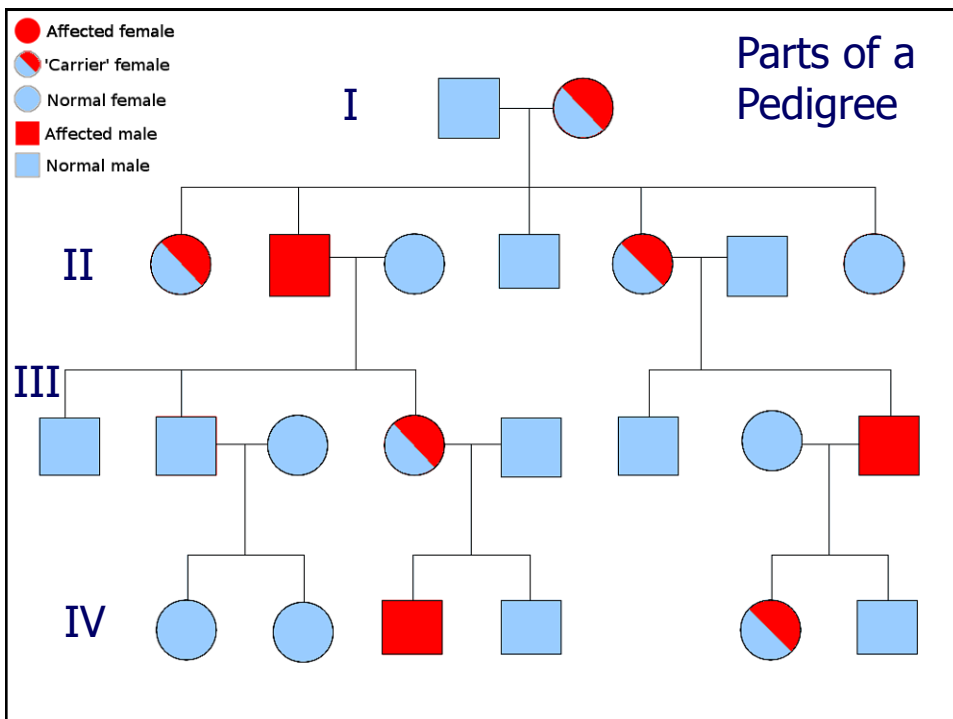 Affected female
'Carrier' female
Normal female
Affected male
Normal male
Parts of a
Pedigree
I
II
III
IV